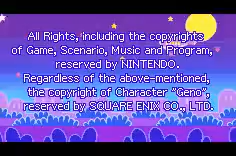 All Rights, including the copyrights
of Game, Scenario, Music and Program,
reserved by NINTENDO.
Regardless of the above-mentioned,
the copyright of Character "Geno",
reserved by SQUARE ENIX CO., LTD.